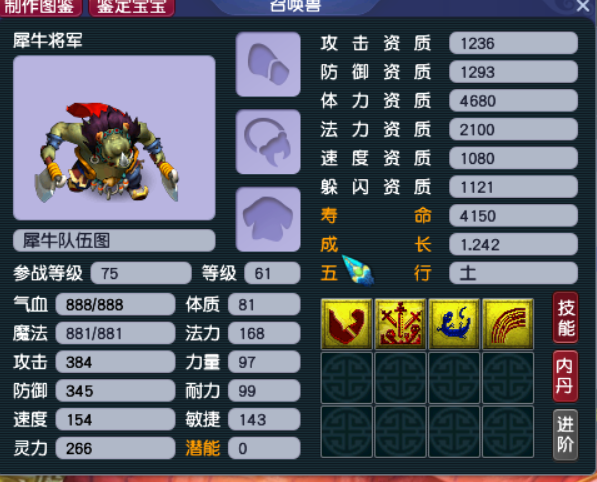 制作图鉴 鉴定宝宝 召唤兽
犀牛将军
攻击资质 1236
防御资质 1293
体力资质 4680
法力资质 2100
速度资质 1080
躲闪资质 1121
寿命 4150
成长 1.242
五行 土
犀牛队伍图
参战等级 75 等级 61
气血 888/888 体质 81
魔法 881/881 法力 168
攻击 384 力量 97
防御 345 耐力 99
速度 154 敏捷 143
灵力 266 潜能 0
技能
内丹
进阶